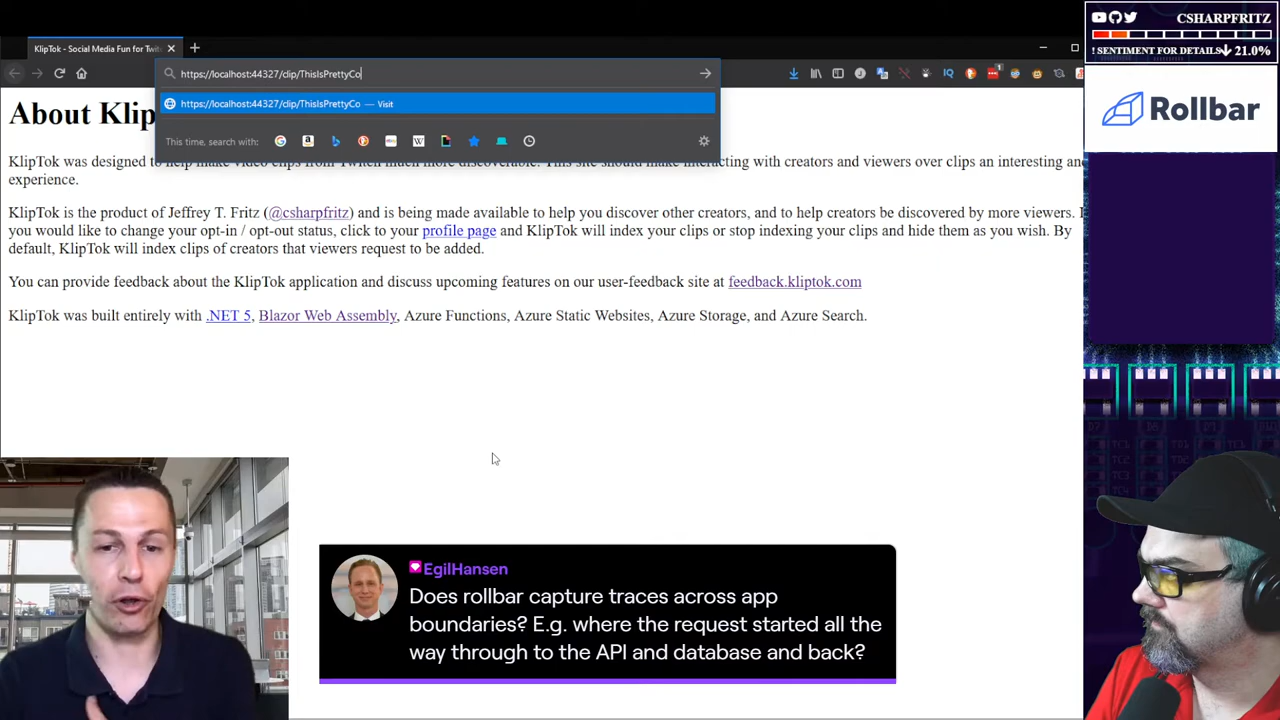 KlipTok - Social Media Fun for Twit
https://localhost:44327/clip/ThisIsPrettyCo
https://localhost:44327/clip/ThisIsPrettyCo — Visit
This time, search with:
About Klip
KlipTok was designed to help make video clips from Twitch much more discoverable. This site should make interacting with creators and viewers over clips an interesting and
experience.
KlipTok is the product of Jeffrey T. Fritz (@csharpfritz) and is being made available to help you discover other creators, and to help creators be discovered by more viewers. I
you would like to change your opt-in / opt-out status, click to your profile page and KlipTok will index your clips or stop indexing your clips and hide them as you wish. By
default, KlipTok will index clips of creators that viewers request to be added.
You can provide feedback about the KlipTok application and discuss upcoming features on our user-feedback site at feedback.kliptok.com
KlipTok was built entirely with .NET 5, Blazor Web Assembly, Azure Functions, Azure Static Websites, Azure Storage, and Azure Search.
EgilHansen
Does rollbar capture traces across app
boundaries? E.g. where the request started all the
way through to the API and database and back?
CSHARPFRITZ
! SENTIMENT FOR DETAILS 21.0%
Rollbar